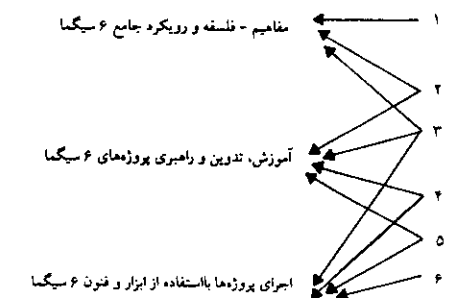 مفاهیم - فلسفه و رویکرد جامع ۶ سیگما
۱
۲
۳
آموزش، تدوین و راهبری پروژه‌های ۶ سیگما
۴
۵
۶
اجرای پروژه‌ها بااستفاده از ابزار و فنون ۶ سیگما